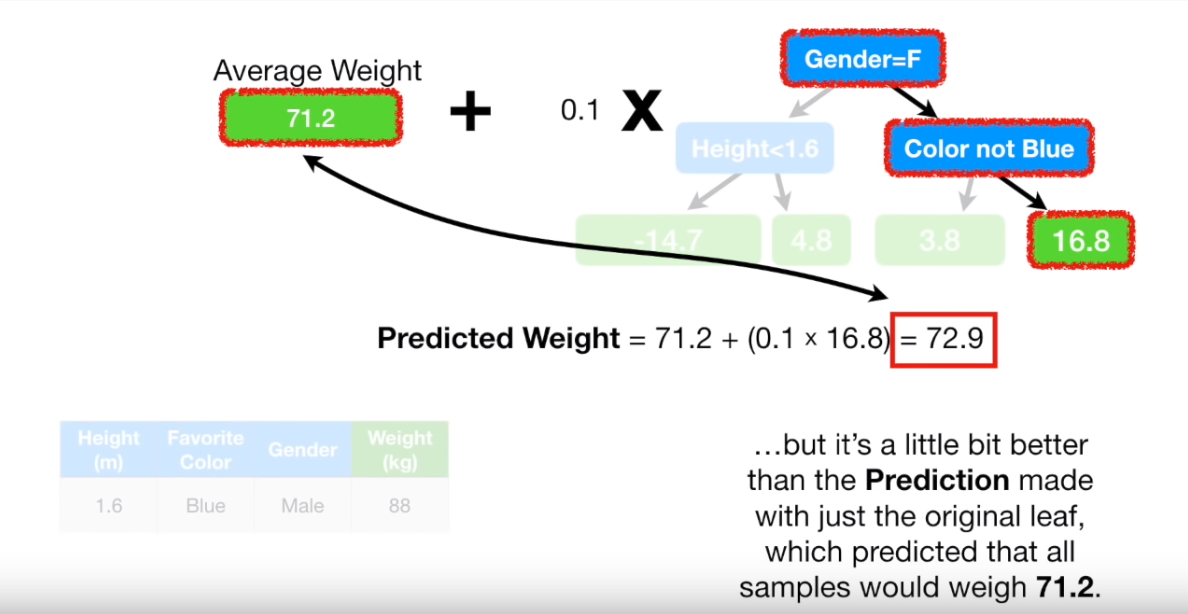 Gender=F
Average Weight
71.2
+
0.1 X
Height<1.6
Color not Blue
-14.7
4.8
3.8
16.8
Predicted Weight = 71.2 + (0.1 × 16.8) = 72.9
Height (m)
Favorite Color
Gender
Weight (kg)
1.6
Blue
Male
88
…but it’s a little bit better
than the Prediction made
with just the original leaf,
which predicted that all
samples would weigh 71.2.